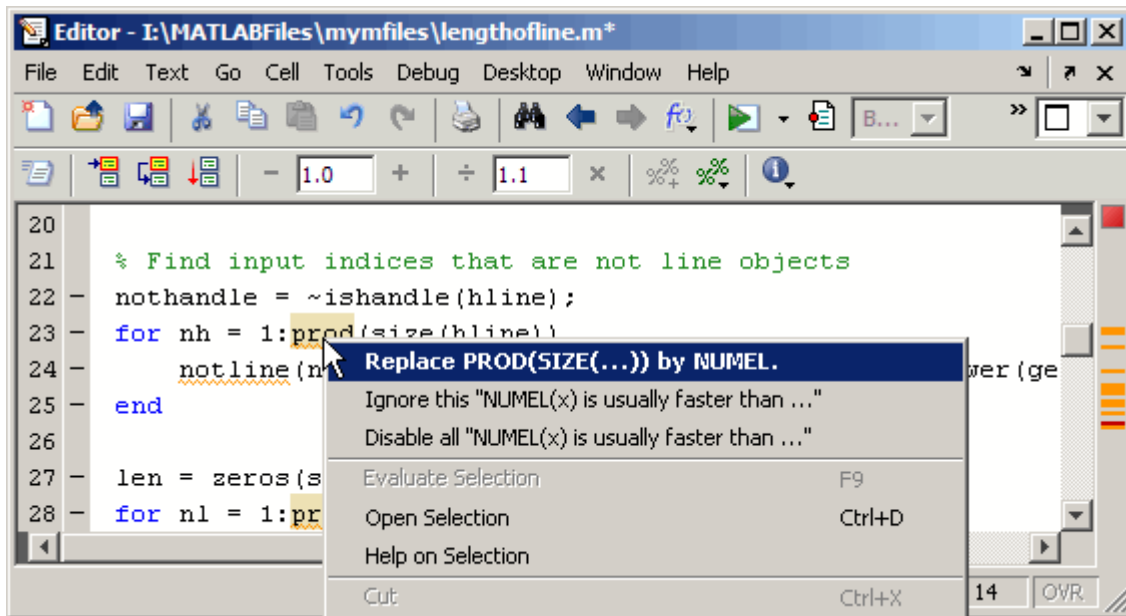 Editor - I:\MATLABFiles\mymfiles\lengthofline.m*
File Edit Text Go Cell Tools Debug Desktop Window Help
B...
1.0 1.1
20
21 % Find input indices that are not line objects
22 - nothandle = ~ishandle(hline);
23 - for nh = 1:prod(size(hline))
Replace PROD(SIZE(...)) by NUMEL.
24 - notline(n wer(ge
Ignore this "NUMEL(x) is usually faster than ..."
25 - end
Disable all "NUMEL(x) is usually faster than ..."
26
27 - len = zeros(s
Evaluate Selection F9
28 - for nl = 1:pr
Open Selection Ctrl+D
Help on Selection
Cut Ctrl+X
14 OVR